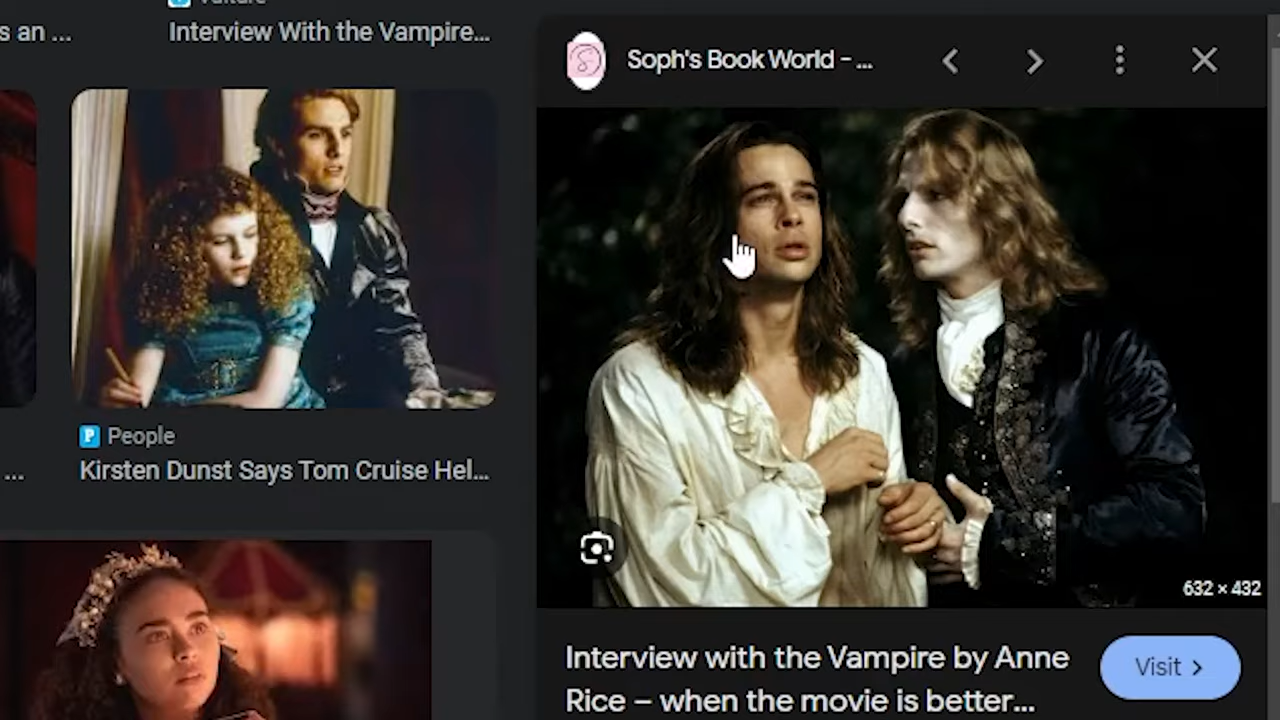 s an ...
Vulture
Interview With the Vampire...
P People
Kirsten Dunst Says Tom Cruise Hel...
...
Soph's Book World - ...
632 × 432
Interview with the Vampire by Anne
Rice – when the movie is better...
Visit